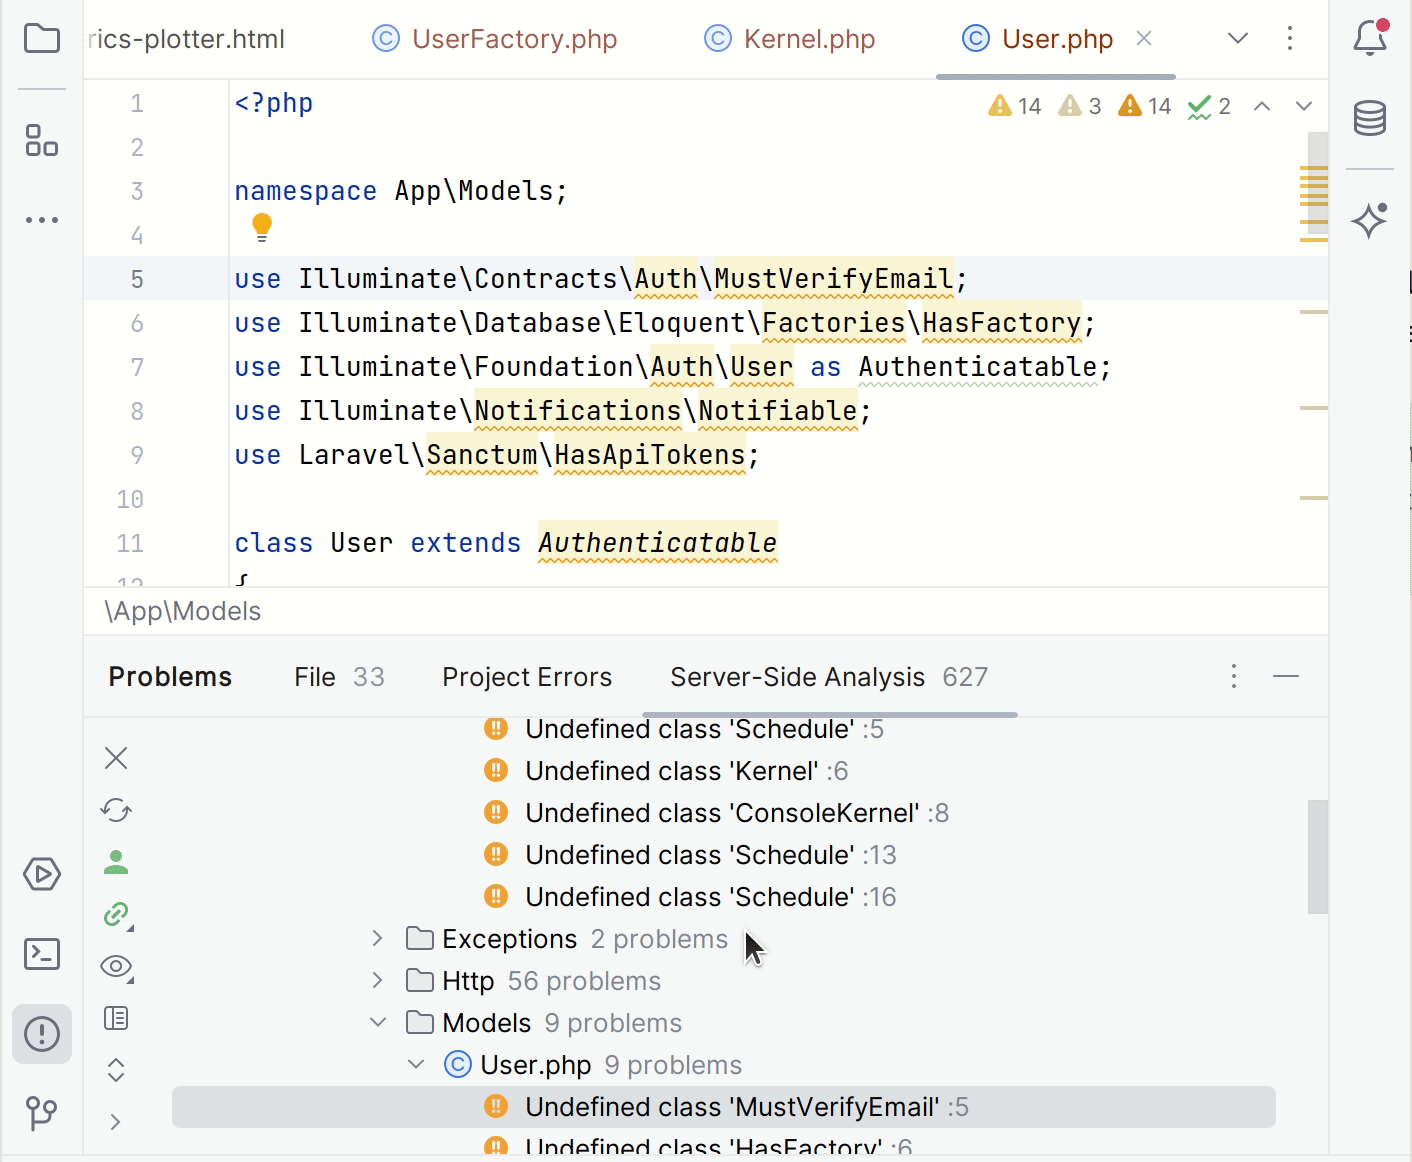 rics-plotter.html UserFactory.php Kernel.php User.php
1 <?php 14 3 14 2
2
3 namespace App\Models;
4
5 use Illuminate\Contracts\Auth\MustVerifyEmail;
6 use Illuminate\Database\Eloquent\Factories\HasFactory;
7 use Illuminate\Foundation\Auth\User as Authenticatable;
8 use Illuminate\Notifications\Notifiable;
9 use Laravel\Sanctum\HasApiTokens;
10
11 class User extends Authenticatable
12 {
\App\Models
Problems File 33 Project Errors Server-Side Analysis 627
Undefined class 'Schedule' :5
Undefined class 'Kernel' :6
Undefined class 'ConsoleKernel' :8
Undefined class 'Schedule' :13
Undefined class 'Schedule' :16
Exceptions 2 problems
Http 56 problems
Models 9 problems
User.php 9 problems
Undefined class 'MustVerifyEmail' :5
Undefined class 'HasFactory' :6